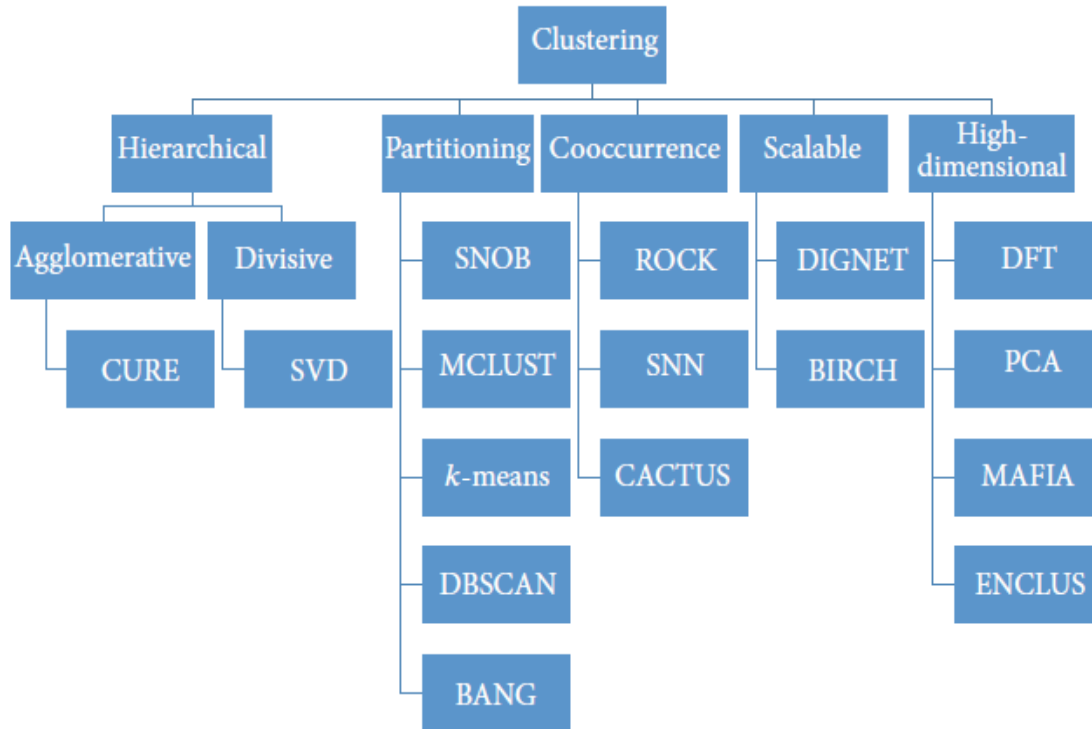 Clustering
Hierarchical
Partitioning
Cooccurrence
Scalable
High-
dimensional
Agglomerative
Divisive
SNOB
ROCK
DIGNET
DFT
CURE
SVD
MCLUST
SNN
BIRCH
PCA
k-means
CACTUS
MAFIA
DBSCAN
ENCLUS
BANG